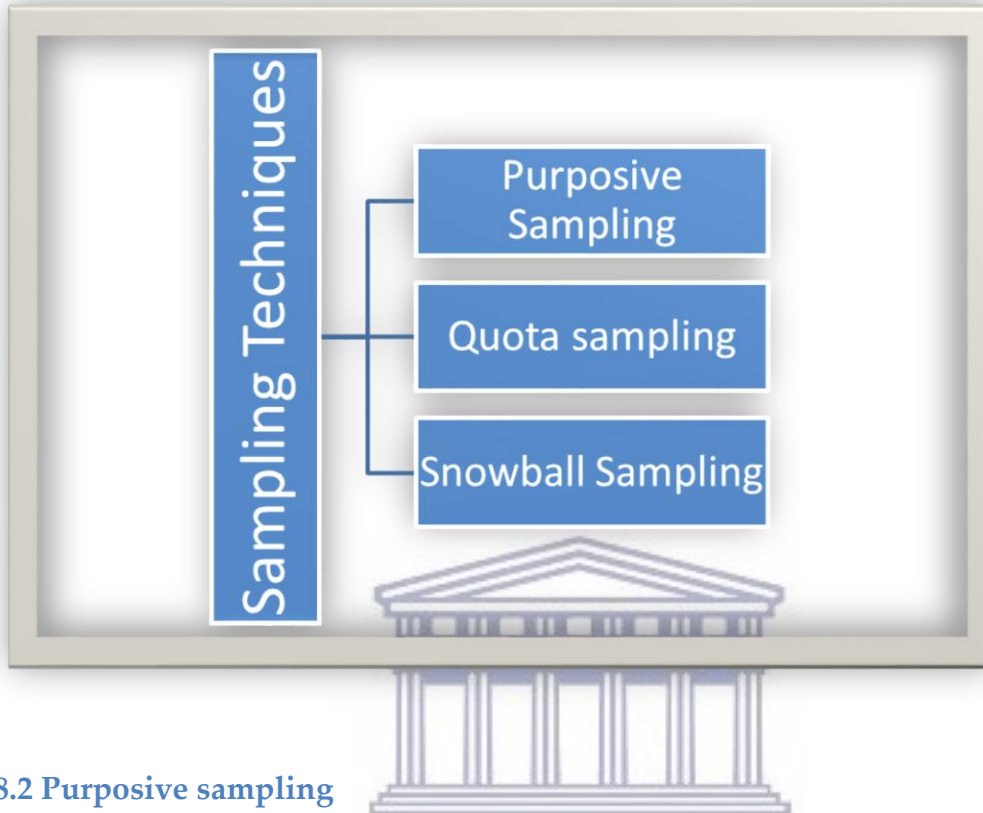 Sampling Techniques
Purposive
Sampling
Quota sampling
Snowball Sampling
8.2 Purposive sampling